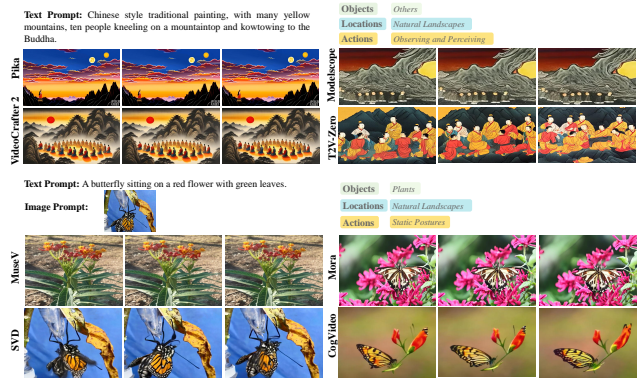 Text Prompt: Chinese style traditional painting, with many yellow
mountains, ten people kneeling on a mountaintop and kowtowing to the
Buddha.
Objects Others
Locations Natural Landscapes
Actions Observing and Perceiving
Pika
VideoCrafter 2
Modelscope
T2V-Zero
Text Prompt: A butterfly sitting on a red flower with green leaves.
Image Prompt:
Objects Plants
Locations Natural Landscapes
Actions Static Postures
MuseV
SVD
Mora
CogVideo